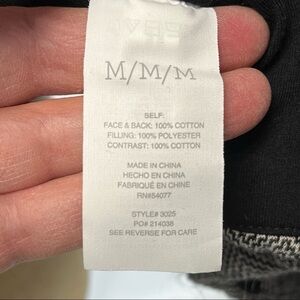 M/M/M
SELF:
FACE & BACK: 100% COTTON
FILLING: 100% POLYESTER
CONTRAST: 100% COTTON
MADE IN CHINA
HECHO EN CHINA
FABRIQUÉ EN CHINE
RN#54077
STYLE# 3025
PO# 214038
SEE REVERSE FOR CARE